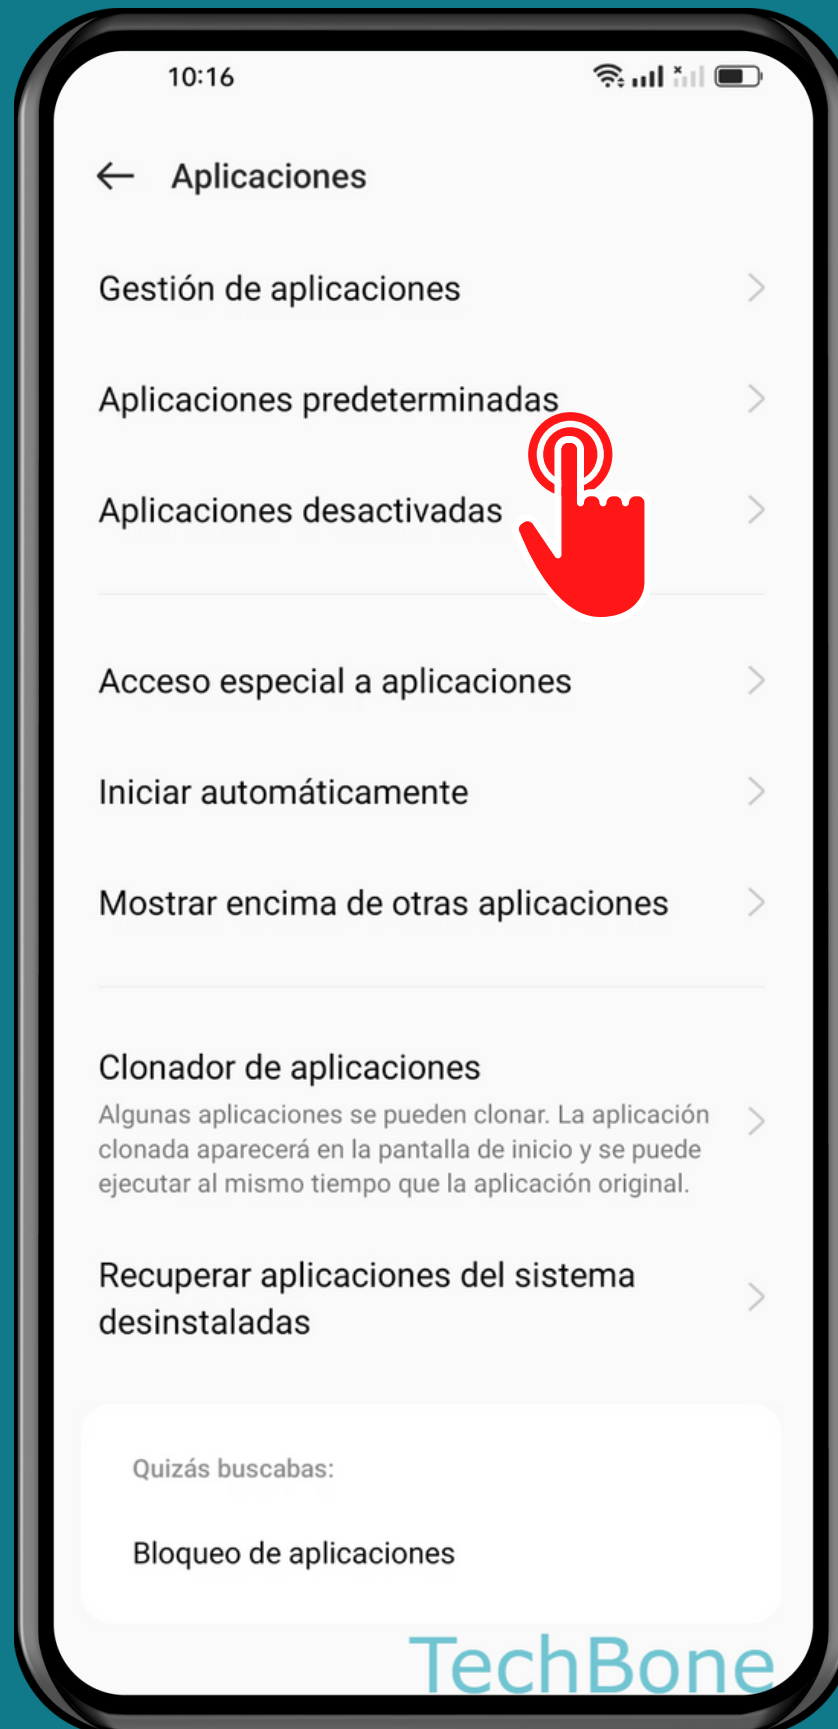 10:16
Aplicaciones
Gestión de aplicaciones
Aplicaciones predeterminadas
Aplicaciones desactivadas
Acceso especial a aplicaciones
Iniciar automáticamente
Mostrar encima de otras aplicaciones
Clonador de aplicaciones
Algunas aplicaciones se pueden clonar. La aplicación
clonada aparecerá en la pantalla de inicio y se puede
ejecutar al mismo tiempo que la aplicación original.
Recuperar aplicaciones del sistema
desinstaladas
Quizás buscabas:
Bloqueo de aplicaciones
TechBone